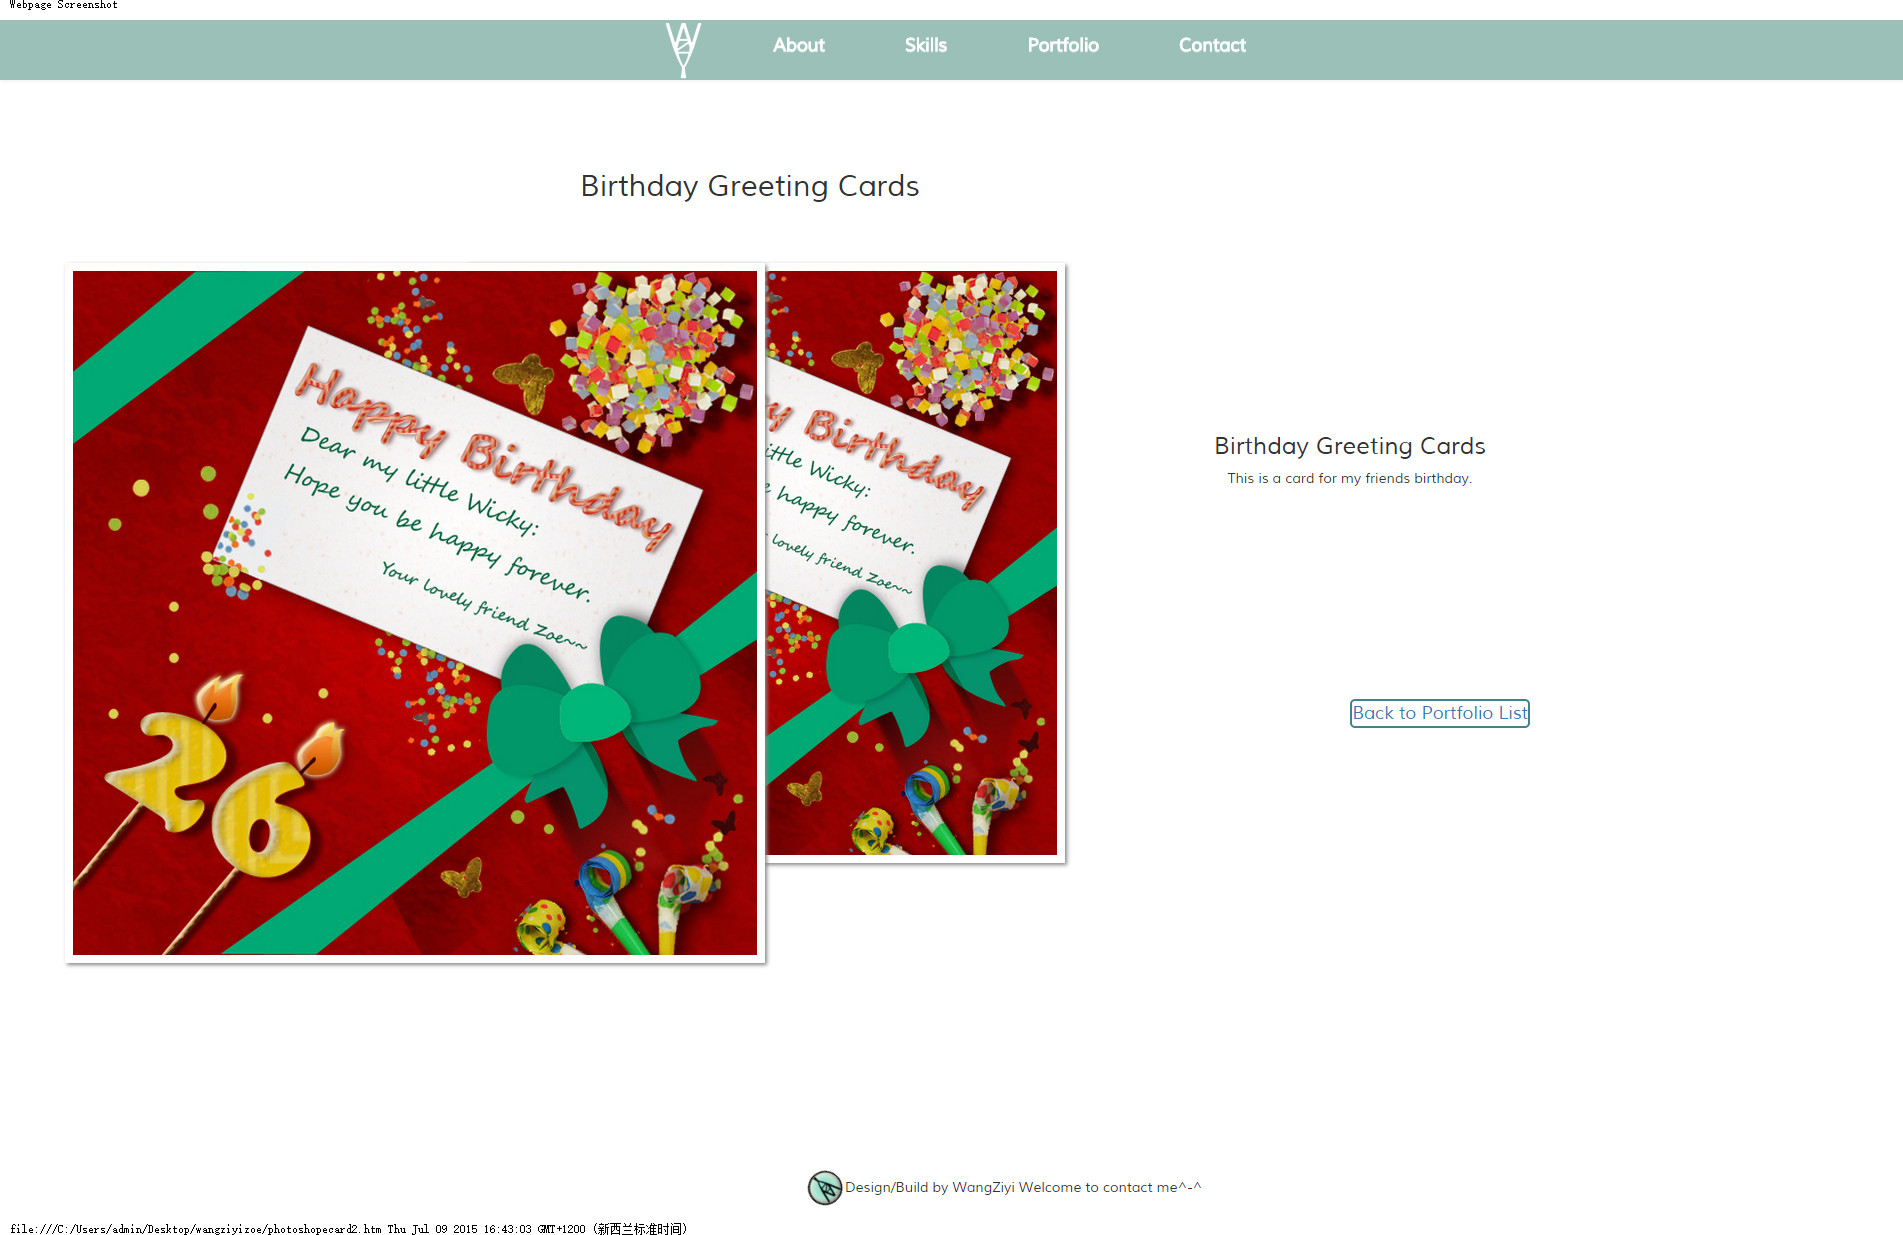 Webpage Screenshot
About
Skills
Portfolio
Contact
Birthday Greeting Cards
Happy Birthday
Dear my little Wicky:
Hope you be happy forever.
Your lovely friend Zoe~~
26
y Birthday
ittle Wicky:
e happy forever.
lovely friend Zoe~~
Birthday Greeting Cards
This is a card for my friends birthday.
Back to Portfolio List
Design/Build by WangZiyi Welcome to contact me^-^
file:///C:/Users/admin/Desktop/wangziyizoe/photoshopecard2.htm Thu Jul 09 2015 16:43:03 GMT+1200 (新西兰标准时间)